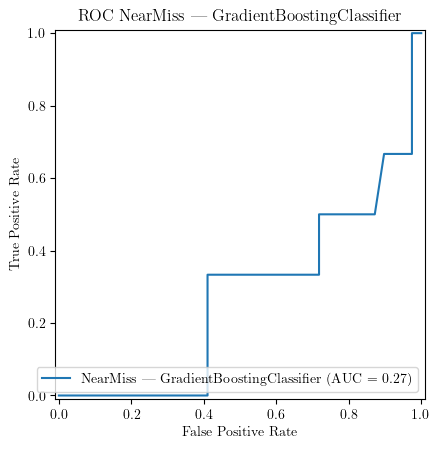 ROC NearMiss — GradientBoostingClassifier
True Positive Rate
1.0
0.8
0.6
0.4
0.2
0.0
NearMiss — GradientBoostingClassifier (AUC = 0.27)
0.0 0.2 0.4 0.6 0.8 1.0
False Positive Rate